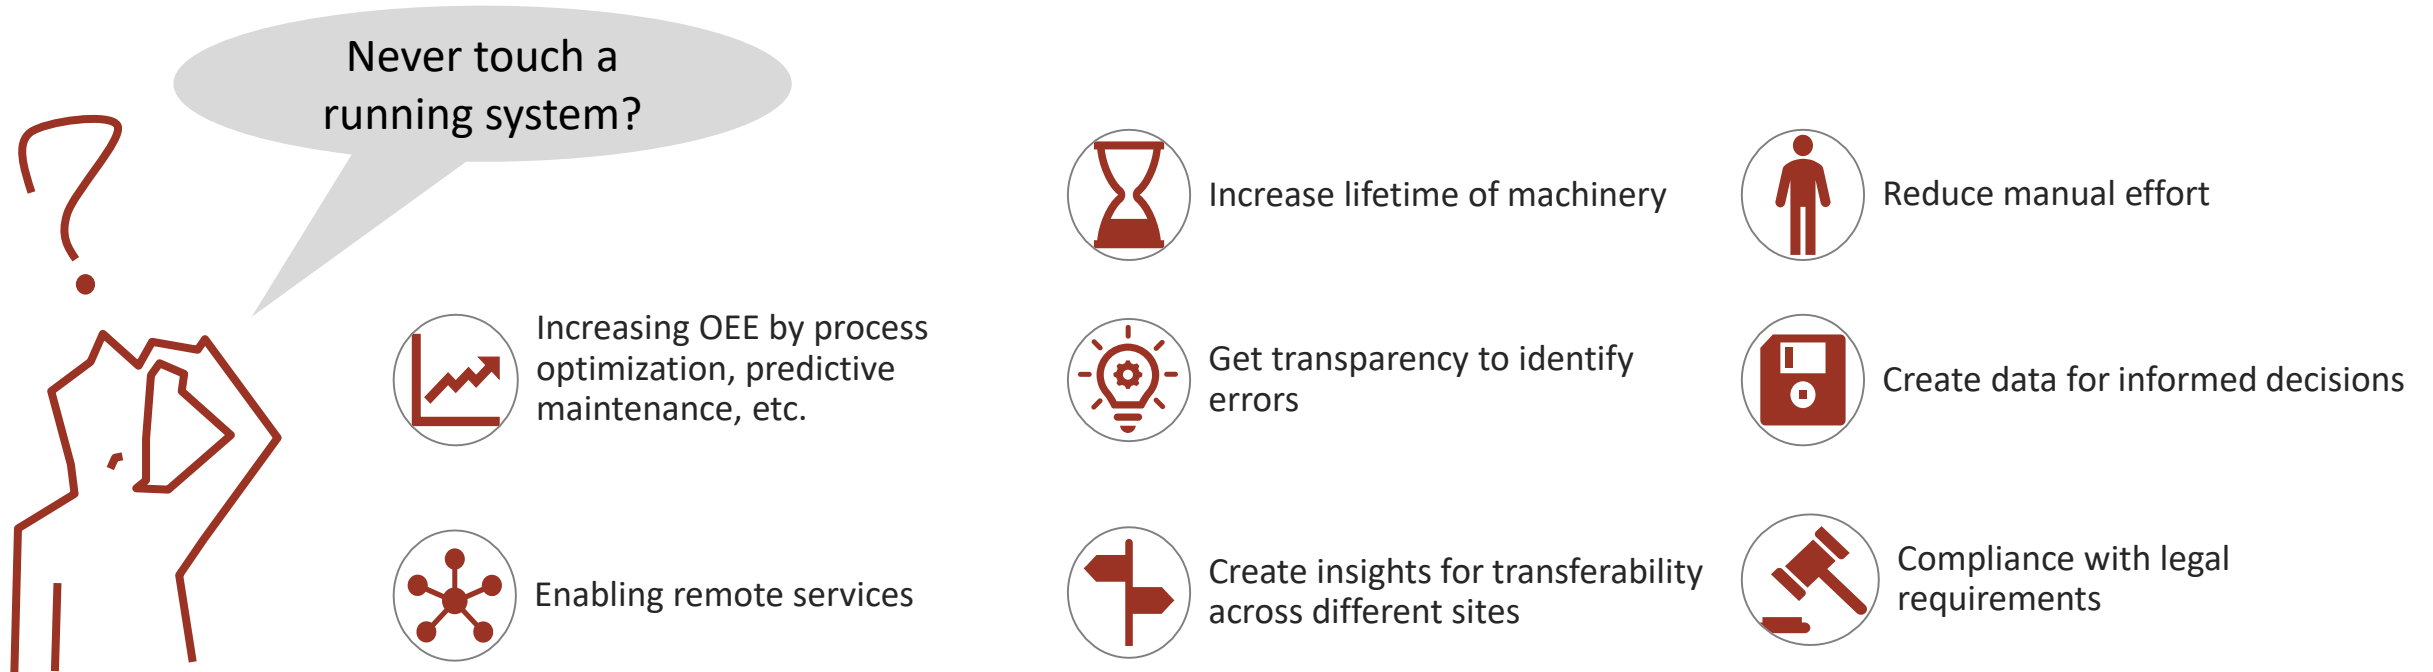 Never touch a
running system?
Increasing OEE by process
optimization, predictive
maintenance, etc.
Enabling remote services
Increase lifetime of machinery
Get transparency to identify
errors
Create insights for transferability
across different sites
Reduce manual effort
Create data for informed decisions
Compliance with legal
requirements